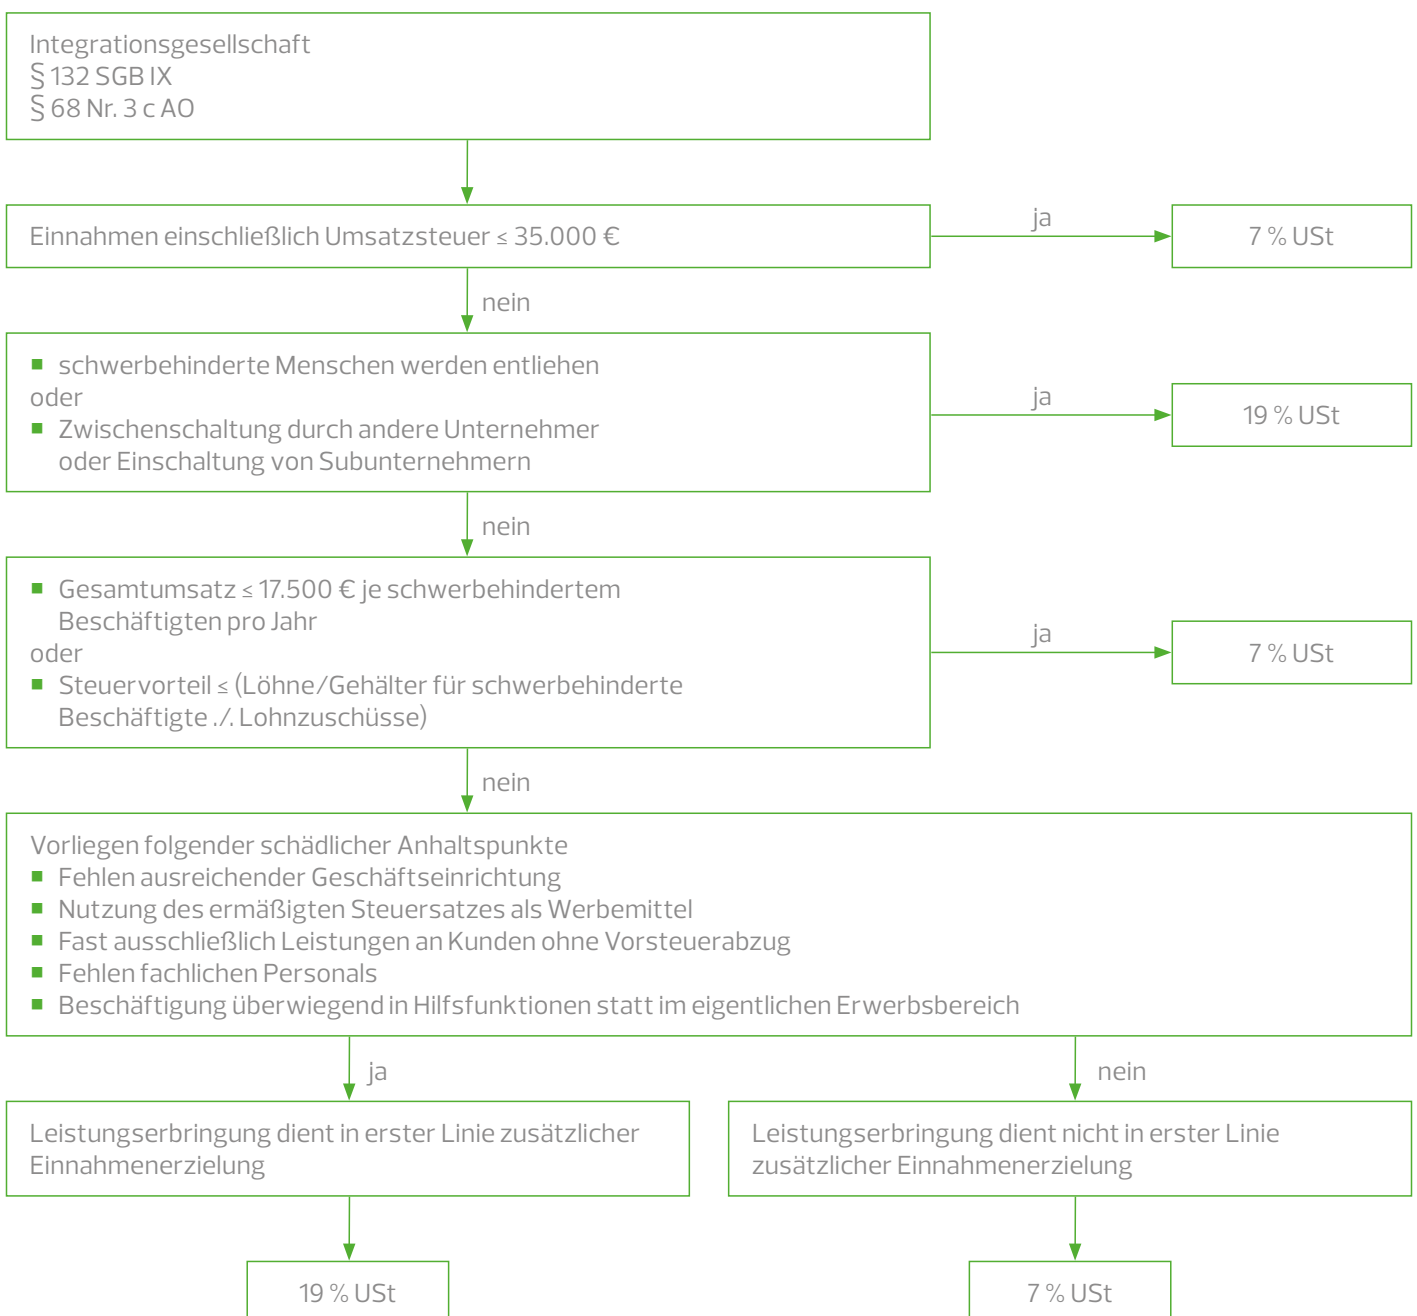 Integrationsgesellschaft
§ 132 SGB IX
§ 68 Nr. 3 c AO
Einnahmen einschließlich Umsatzsteuer ≤ 35.000 €
ja
7 % USt
nein
■ schwerbehinderte Menschen werden entliehen
oder
■ Zwischenschaltung durch andere Unternehmer
oder Einschaltung von Subunternehmern
ja
19 % USt
nein
■ Gesamtumsatz ≤ 17.500 € je schwerbehindertem
Beschäftigten pro Jahr
oder
■ Steuervorteil ≤ (Löhne/Gehälter für schwerbehinderte
Beschäftigte ./. Lohnzuschüsse)
ja
7 % USt
nein
Vorliegen folgender schädlicher Anhaltspunkte
■ Fehlen ausreichender Geschäftseinrichtung
■ Nutzung des ermäßigten Steuersatzes als Werbemittel
■ Fast ausschließlich Leistungen an Kunden ohne Vorsteuerabzug
■ Fehlen fachlichen Personals
■ Beschäftigung überwiegend in Hilfsfunktionen statt im eigentlichen Erwerbsbereich
ja
nein
Leistungserbringung dient in erster Linie zusätzlicher
Einnahmenerzielung
Leistungserbringung dient nicht in erster Linie
zusätzlicher Einnahmenerzielung
19 % USt
7 % USt